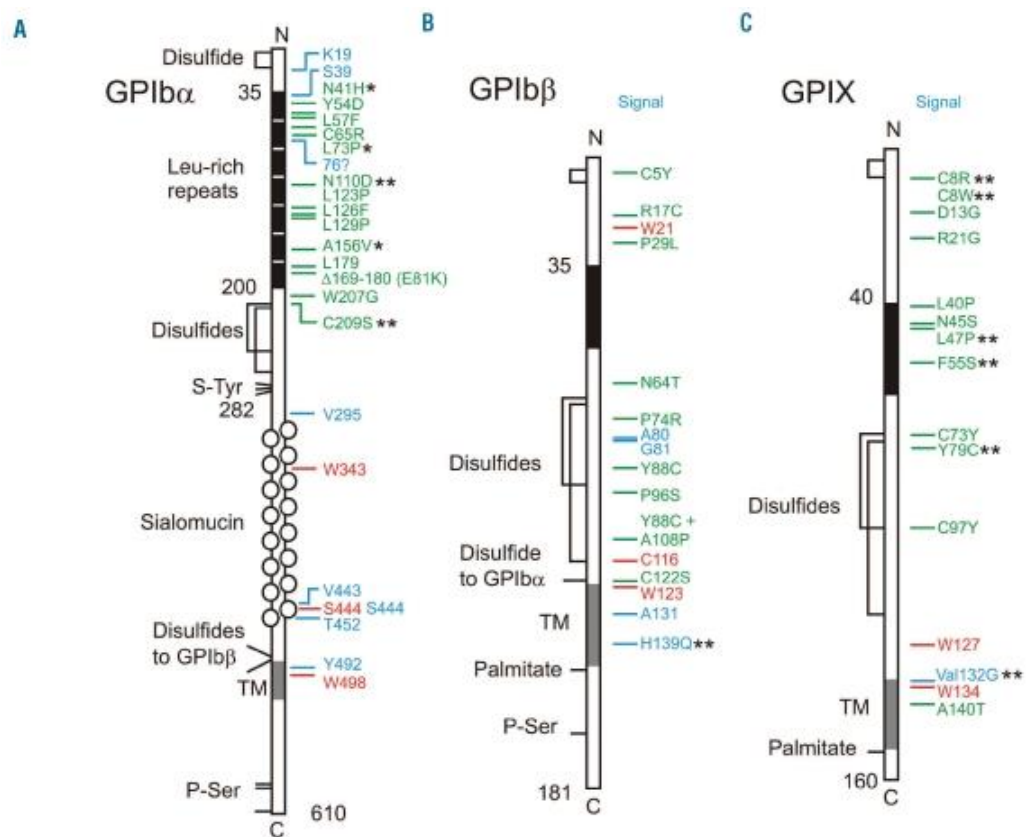 A
N
Disulfide
K19
S39
GPIbα
35
N41H*
Y54D
L57F
C65R
L73P *
76?
Leu-rich
repeats
N110D**
L123P
L126F
L129P
A156V*
L179
Δ169-180 (E81K)
200
W207G
C209S**
Disulfides
S-Tyr
282
V295
W343
Sialomucin
V443
S444 S444
T452
Disulfides
to GPIbβ
Y492
TM
W498
P-Ser
610
C
B
GPIbβ
Signal
N
C5Y
R17C
W21
P29L
35
N64T
P74R
A80
G81
Disulfides
Y88C
P96S
Y88C +
A108P
Disulfide
to GPIbα
C116
C122S
W123
TM
A131
H139Q**
Palmitate
P-Ser
181
C
C
GPIX
Signal
N
C8R**
C8W**
D13G
R21G
40
L40P
N45S
L47P**
F55S**
C73Y
Y79C**
Disulfides
C97Y
W127
Val132G**
W134
TM
A140T
Palmitate
160
C